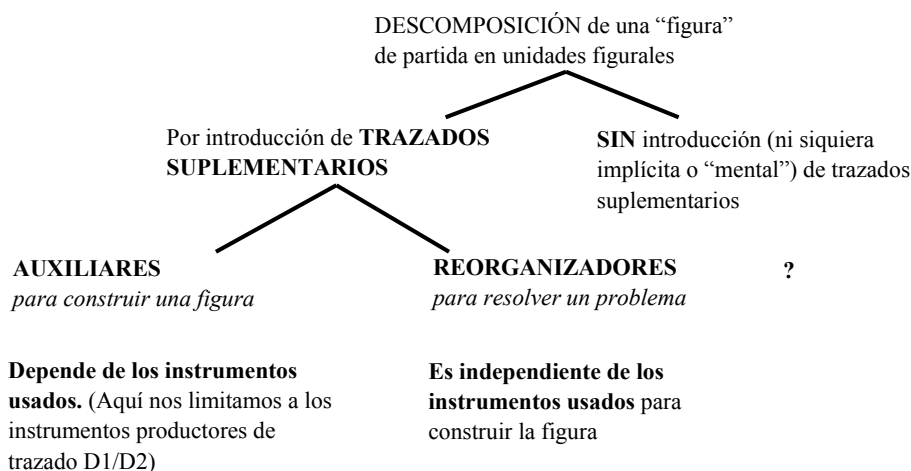 DESCOMPOSICIÓN de una “figura”
de partida en unidades figurales
Por introducción de TRAZADOS
SUPLEMENTARIOS
SIN introducción (ni siquiera
implícita o “mental”) de trazados
suplementarios
AUXILIARES
para construir una figura
REORGANIZADORES
para resolver un problema
?
Depende de los instrumentos
usados. (Aquí nos limitamos a los
instrumentos productores de
trazado D1/D2)
Es independiente de los
instrumentos usados para
construir la figura